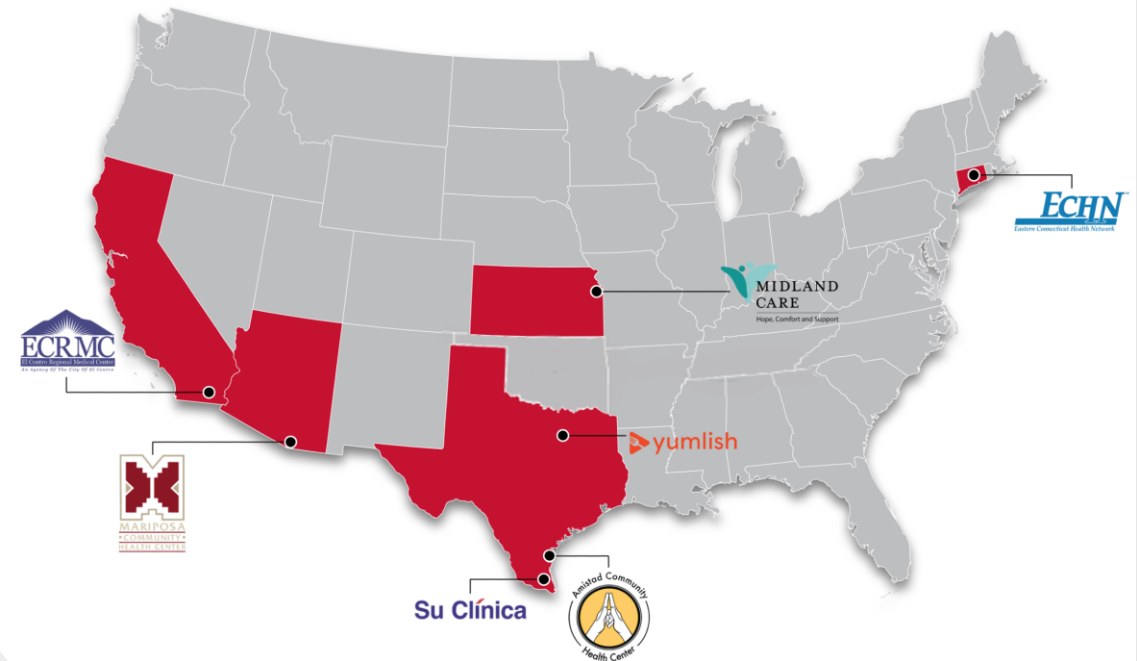 ECHN
Eastern Connecticut Health Network
MIDLAND
CARE
Hope, Comfort and Support
ECRMC
El Centro Regional Medical Center
An Agency Of The City Of El Centro
yumlish
MARIPOSA
•COMMUNITY•
HEALTH CENTER
Su Clínica
Amistad Community
Health Center